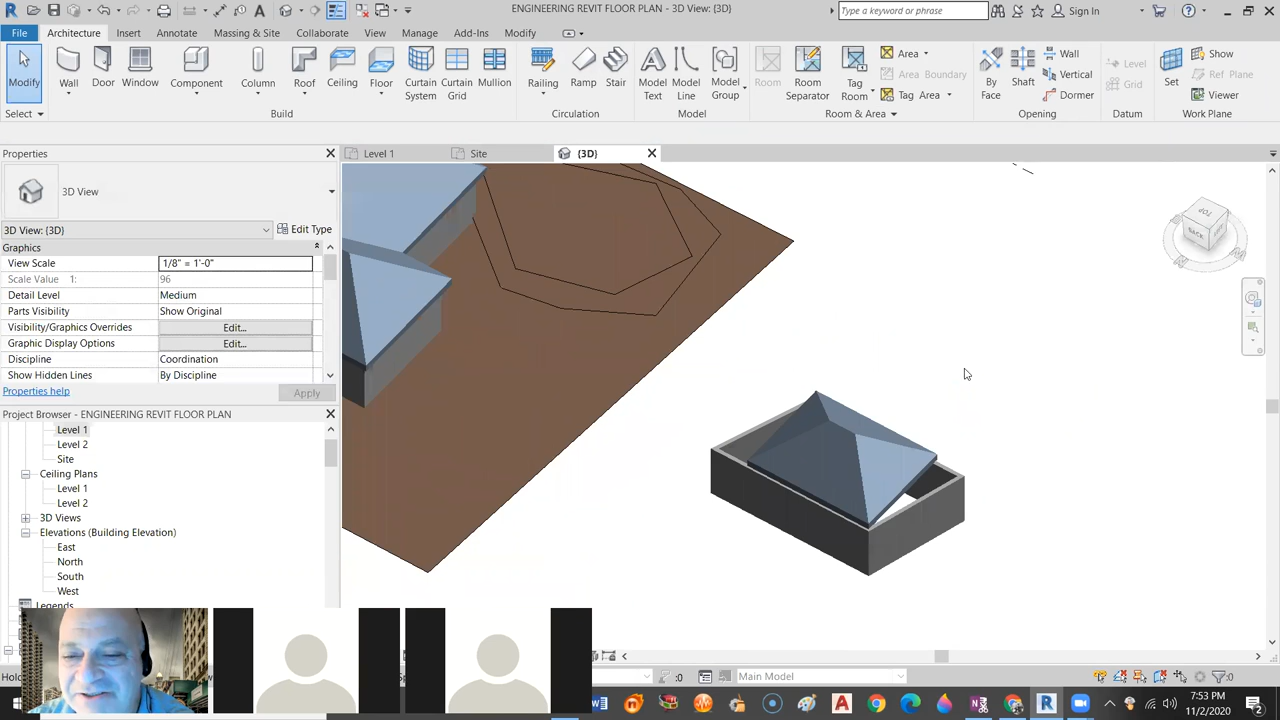 ENGINEERING REVIT FLOOR PLAN - 3D View: {3D}
Type a keyword or phrase
Sign In
File Architecture Insert Annotate Massing & Site Collaborate View Manage Add-Ins Modify
Modify Wall Door Window Component Column Roof Ceiling Floor Curtain System Curtain Grid Mullion Railing Ramp Stair Model Text Model Line Model Group Room Room Separator Tag Room
Area
Area Boundary
Tag Area
By Face Shaft
Wall
Vertical
Dormer
Level
Grid
Set
Show
Ref Plane
Viewer
Select Build Circulation Model Room & Area Opening Datum Work Plane
Properties
Level 1 Site {3D}
3D View
3D View: {3D} Edit Type
Graphics
View Scale 1/8" = 1'-0"
Scale Value 1: 96
Detail Level Medium
Parts Visibility Show Original
Visibility/Graphics Overrides Edit...
Graphic Display Options Edit...
Discipline Coordination
Show Hidden Lines By Discipline
Properties help Apply
Project Browser - ENGINEERING REVIT FLOOR PLAN
Level 1
Level 2
Site
Ceiling Plans
Level 1
Level 2
3D Views
Elevations (Building Elevation)
East
North
South
West
Legends
TOP
BACK
:0 Main Model :0
7:53 PM
11/2/2020